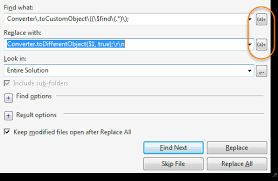 Find what:
Converter\.toCustomObject\({\$find\(.*}\);
(a)+
Replace with:
Converter.toDifferentObject($1, true);\r\n
(a)+
Look in:
Entire Solution
...
Include sub-folders
Find options
Result options
Keep modified files open after Replace All
Find Next
Replace
Skip File
Replace All